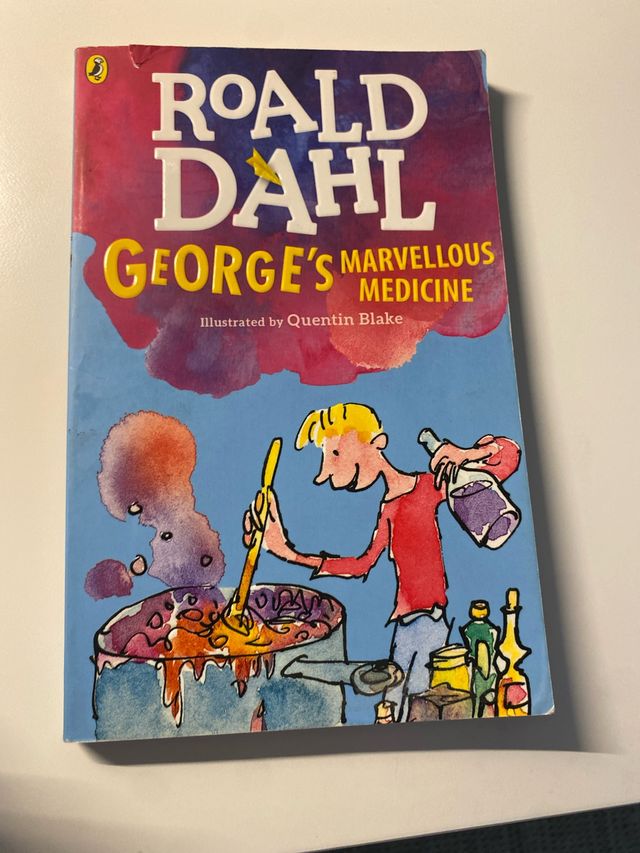 ROALD
DAHL
GEORGE'S MARVELLOUS
MEDICINE
Illustrated by Quentin Blake